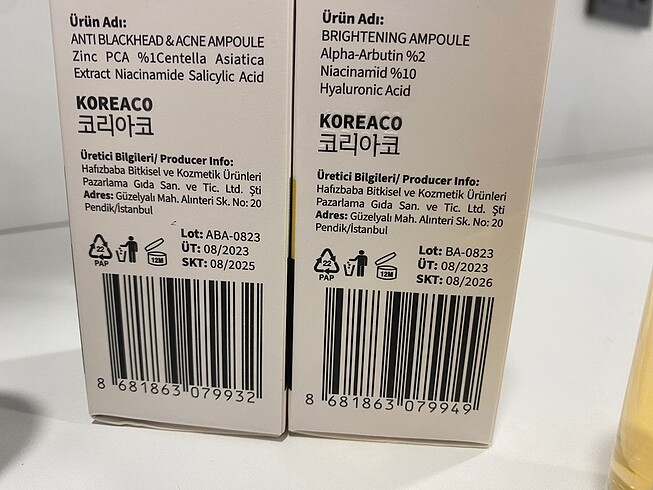 Ürün Adı:
ANTI BLACKHEAD & ACNE AMPOULE
Zinc PCA %1Centella Asiatica
Extract Niacinamide Salicylic Acid
KOREACO
코리아코
Üretici Bilgileri/ Producer Info:
Hafızbaba Bitkisel ve Kozmetik Ürünleri
Pazarlama Gıda San. ve Tic. Ltd. Şti
Adres: Güzelyalı Mah. Alınteri Sk. No: 20
Pendik/İstanbul
Lot: ABA-0823
ÜT: 08/2023
SKT: 08/2025
22
PAP
12M
8 681863 079932
Ürün Adı:
BRIGHTENING AMPOULE
Alpha-Arbutin %2
Niacinamid %10
Hyaluronic Acid
KOREACO
코리아코
Üretici Bilgileri/ Producer Info:
Hafızbaba Bitkisel ve Kozmetik Ürünleri
Pazarlama Gıda San. ve Tic. Ltd. Şti
Adres: Güzelyalı Mah. Alınteri Sk. No: 20
Pendik/İstanbul
Lot: BA-0823
ÜT: 08/2023
SKT: 08/2026
22
PAP
12M
8 681863 079949